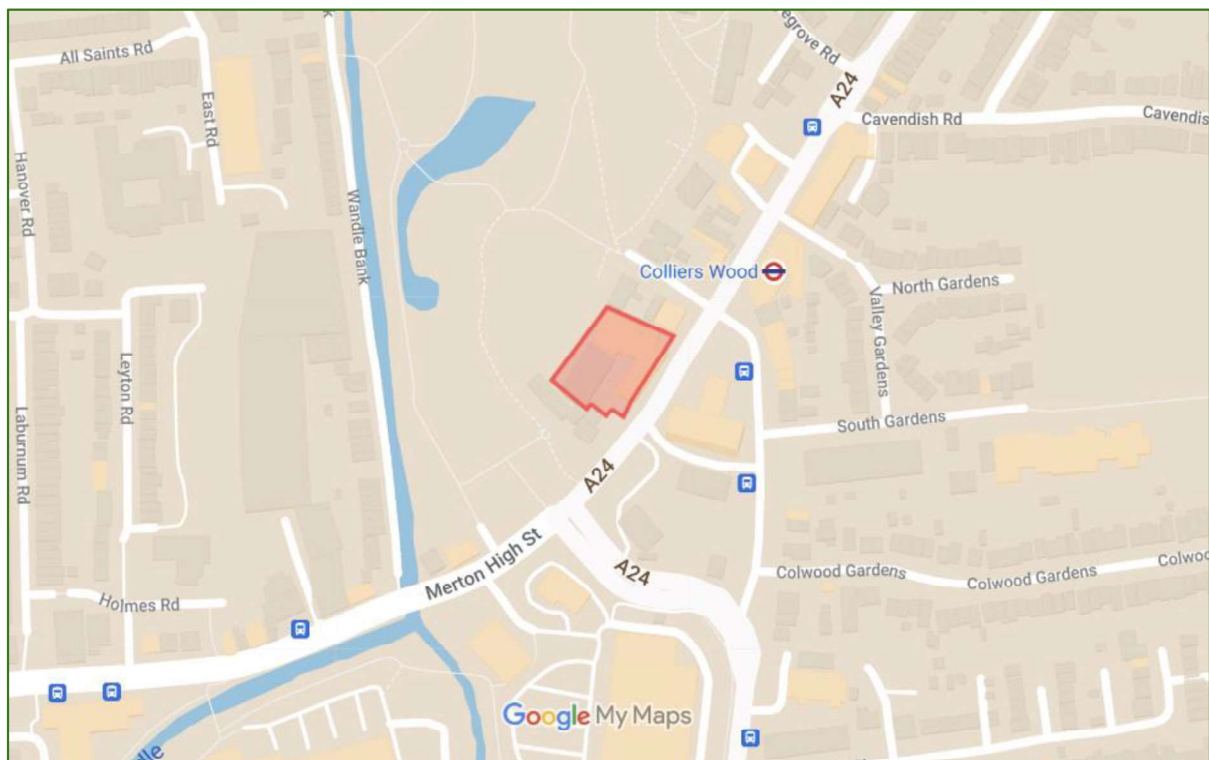 All Saints Rd
East Rd
Hanover Rd
Wandle Bank
A24
Cavendish Rd
Colliers Wood
North Gardens
Valley Gardens
Leyton Rd
Laburnum Rd
South Gardens
A24
Merton High St
A24
Colwood Gardens
Colwood Gardens
Holmes Rd
Google My Maps